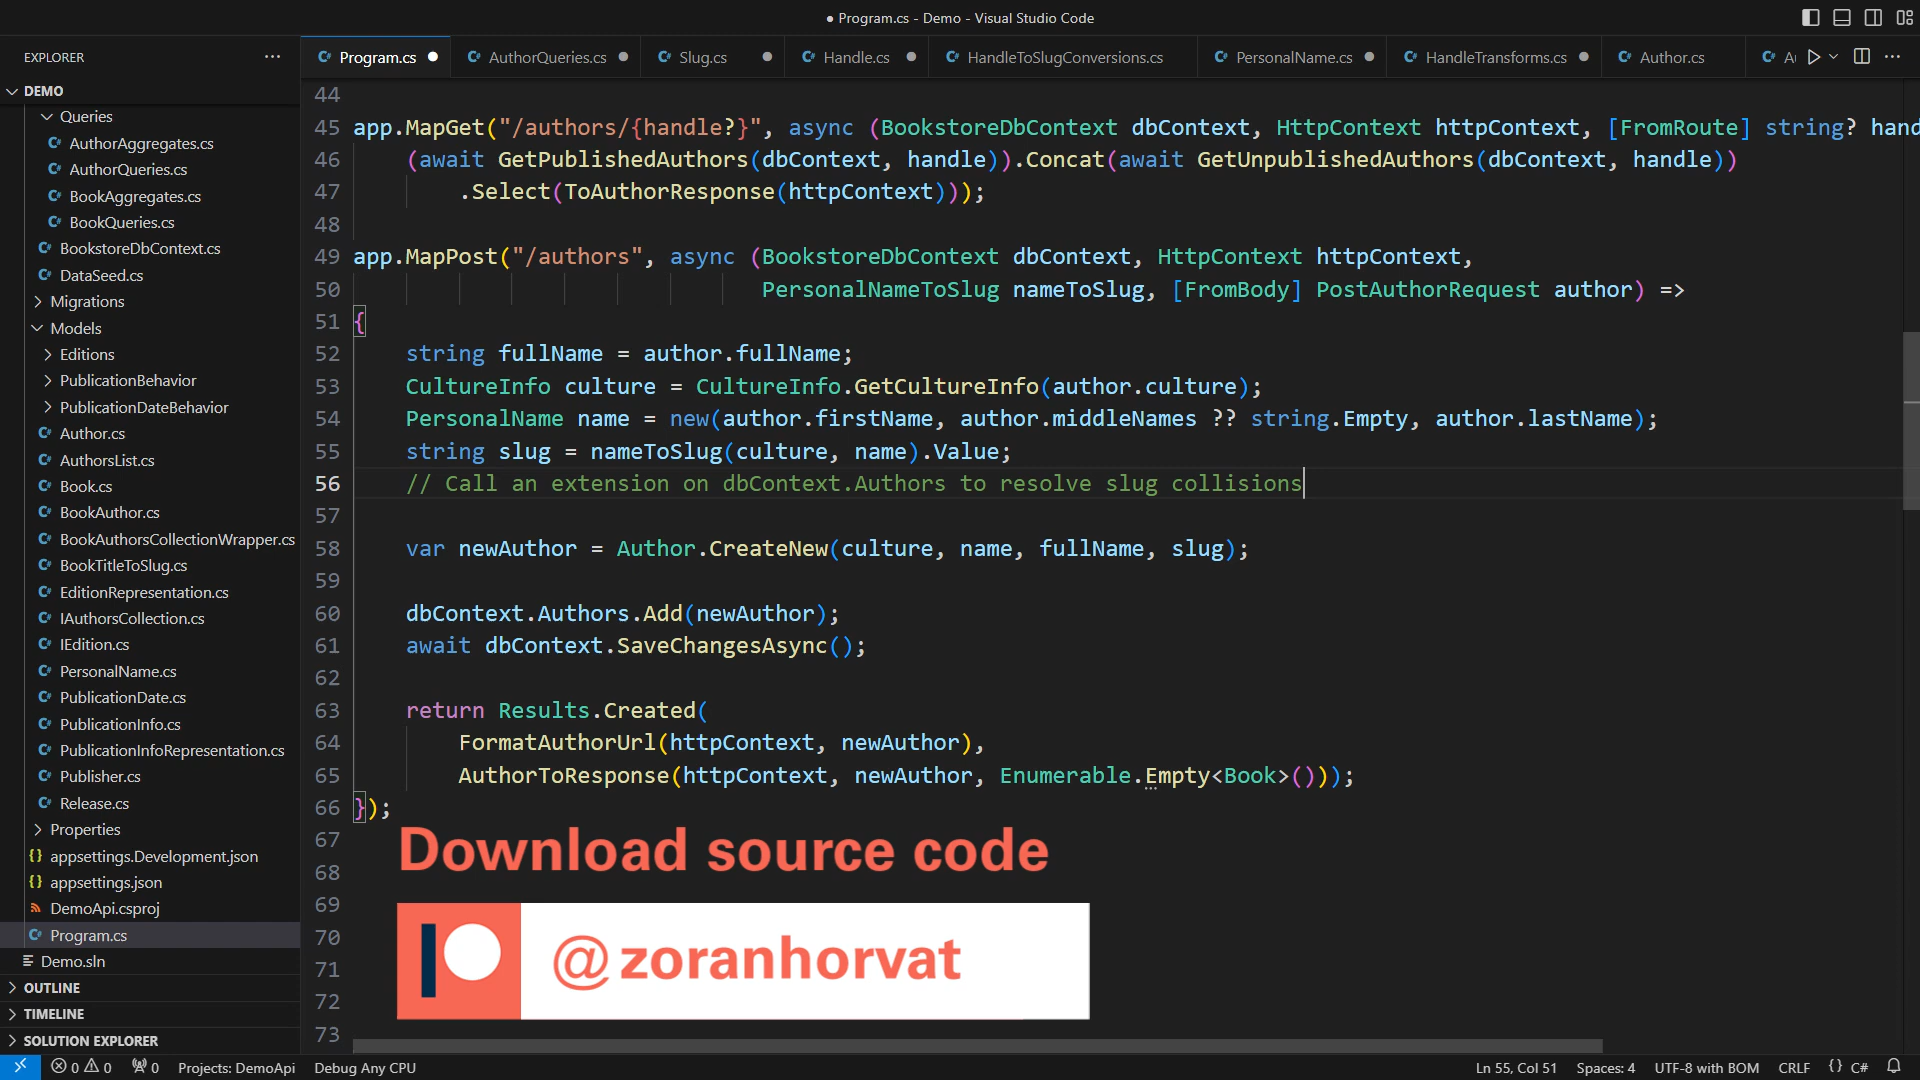 ● Program.cs - Demo - Visual Studio Code
EXPLORER
Program.cs
AuthorQueries.cs
Slug.cs
Handle.cs
HandleToSlugConversions.cs
PersonalName.cs
HandleTransforms.cs
Author.cs
DEMO
Queries
AuthorAggregates.cs
AuthorQueries.cs
BookAggregates.cs
BookQueries.cs
BookstoreDbContext.cs
DataSeed.cs
Migrations
Models
Editions
PublicationBehavior
PublicationDateBehavior
Author.cs
AuthorsList.cs
Book.cs
BookAuthor.cs
BookAuthorsCollectionWrapper.cs
BookTitleToSlug.cs
EditionRepresentation.cs
IAuthorsCollection.cs
IEdition.cs
PersonalName.cs
PublicationDate.cs
PublicationInfo.cs
PublicationInfoRepresentation.cs
Publisher.cs
Release.cs
Properties
{} appsettings.Development.json
{} appsettings.json
DemoApi.csproj
Program.cs
Demo.sln
OUTLINE
TIMELINE
SOLUTION EXPLORER
44
45 app.MapGet("/authors/{handle?}", async (BookstoreDbContext dbContext, HttpContext httpContext, [FromRoute] string? hand
46     (await GetPublishedAuthors(dbContext, handle)).Concat(await GetUnpublishedAuthors(dbContext, handle))
47         .Select(ToAuthorResponse(httpContext)));
48
49 app.MapPost("/authors", async (BookstoreDbContext dbContext, HttpContext httpContext,
50                                PersonalNameToSlug nameToSlug, [FromBody] PostAuthorRequest author) =>
51 {
52     string fullName = author.fullName;
53     CultureInfo culture = CultureInfo.GetCultureInfo(author.culture);
54     PersonalName name = new(author.firstName, author.middleNames ?? string.Empty, author.lastName);
55     string slug = nameToSlug(culture, name).Value;
56     // Call an extension on dbContext.Authors to resolve slug collisions
57
58     var newAuthor = Author.CreateNew(culture, name, fullName, slug);
59
60     dbContext.Authors.Add(newAuthor);
61     await dbContext.SaveChangesAsync();
62
63     return Results.Created(
64         FormatAuthorUrl(httpContext, newAuthor),
65         AuthorToResponse(httpContext, newAuthor, Enumerable.Empty<Book>()));
66 });
67
68
69
70
71
72
73
Download source code
@zoranhorvat
0 0 0 Projects: DemoApi Debug Any CPU Ln 55, Col 51 Spaces: 4 UTF-8 with BOM CRLF {} C#